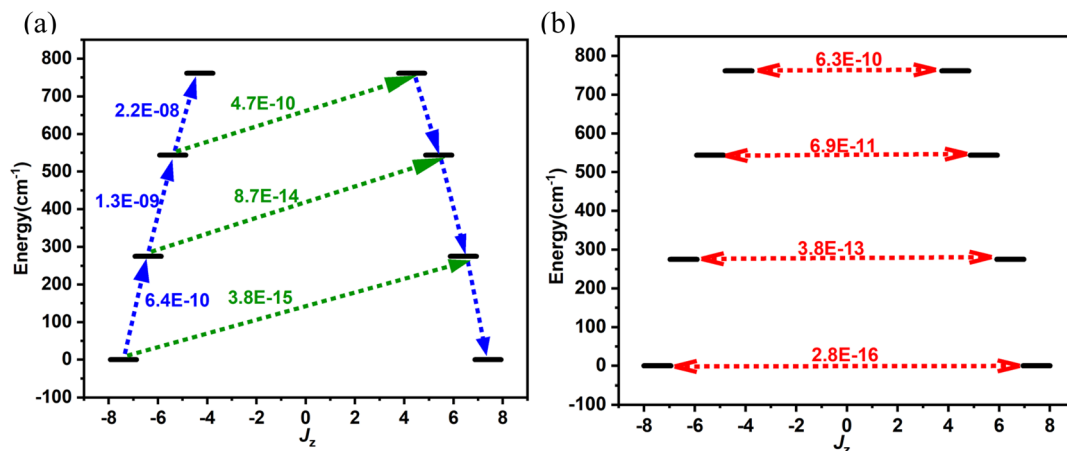 (a)
800
700
600
500
400
300
200
100
0
-100
Energy(cm⁻¹)
2.2E-08
4.7E-10
1.3E-09
8.7E-14
6.4E-10
3.8E-15
-8 -6 -4 -2 0 2 4 6 8
Jz
(b)
800
700
600
500
400
300
200
100
0
-100
Energy(cm⁻¹)
6.3E-10
6.9E-11
3.8E-13
2.8E-16
-8 -6 -4 -2 0 2 4 6 8
Jz